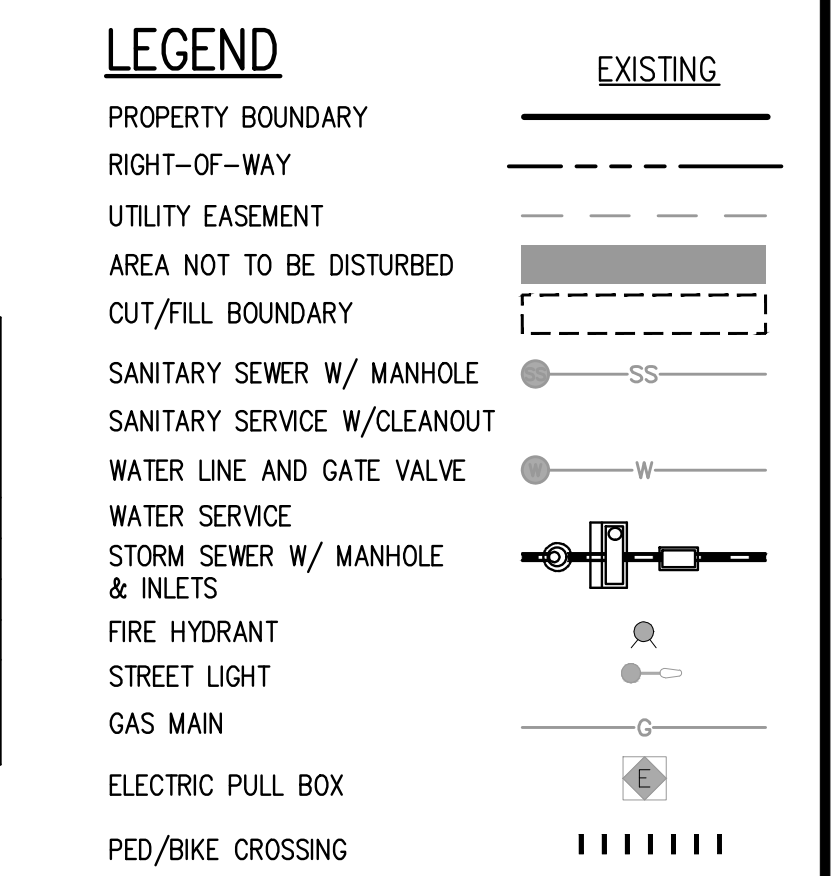 LEGEND
EXISTING
PROPERTY BOUNDARY
RIGHT-OF-WAY
UTILITY EASEMENT
AREA NOT TO BE DISTURBED
CUT/FILL BOUNDARY
SANITARY SEWER W/ MANHOLE SS SS
SANITARY SERVICE W/CLEANOUT
WATER LINE AND GATE VALVE W W
WATER SERVICE
STORM SEWER W/ MANHOLE
& INLETS
FIRE HYDRANT
STREET LIGHT
GAS MAIN G
ELECTRIC PULL BOX E
PED/BIKE CROSSING